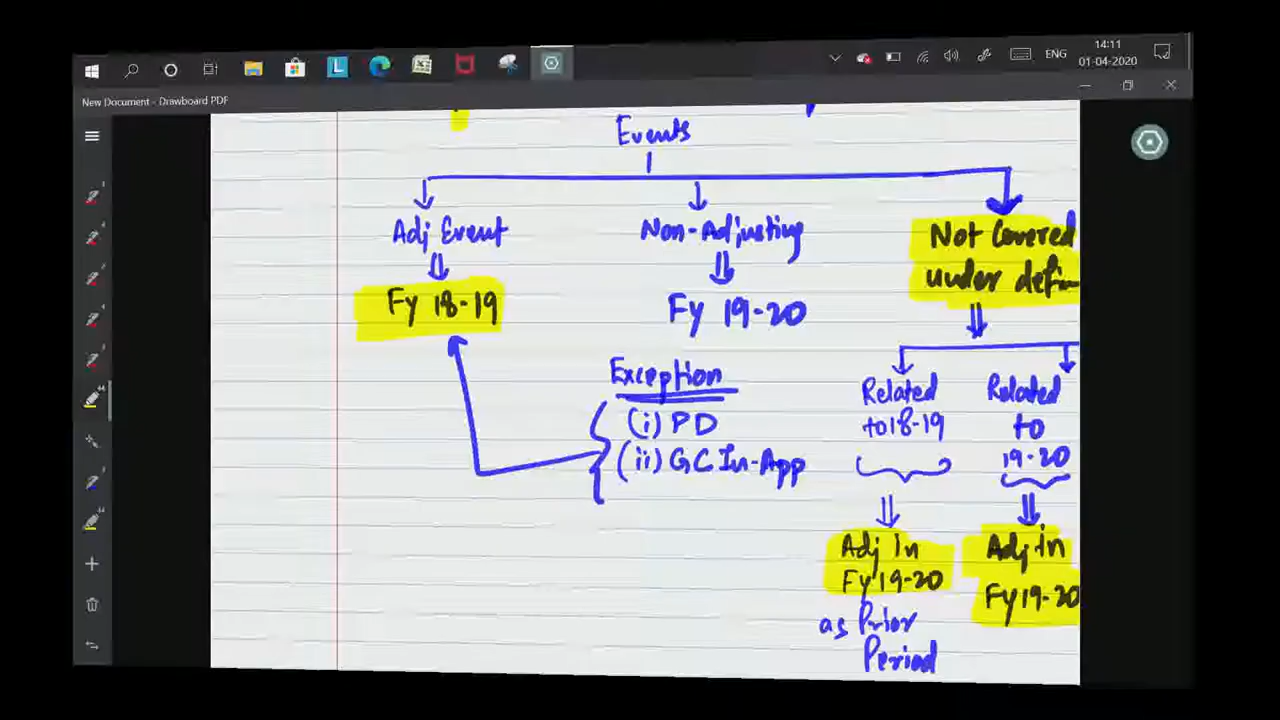 14:11
ENG
01-04-2020
New Document - Drawboard PDF
Events
Adj Event
Non-Adjusting
Not Covered
under defin
Fy 18-19
Fy 19-20
Exception
(i) PD
(ii) GC In-App
Related
to 18-19
Related
to
19-20
Adj In
Fy 19-20
as Prior
Period
Adj in
Fy 19-20